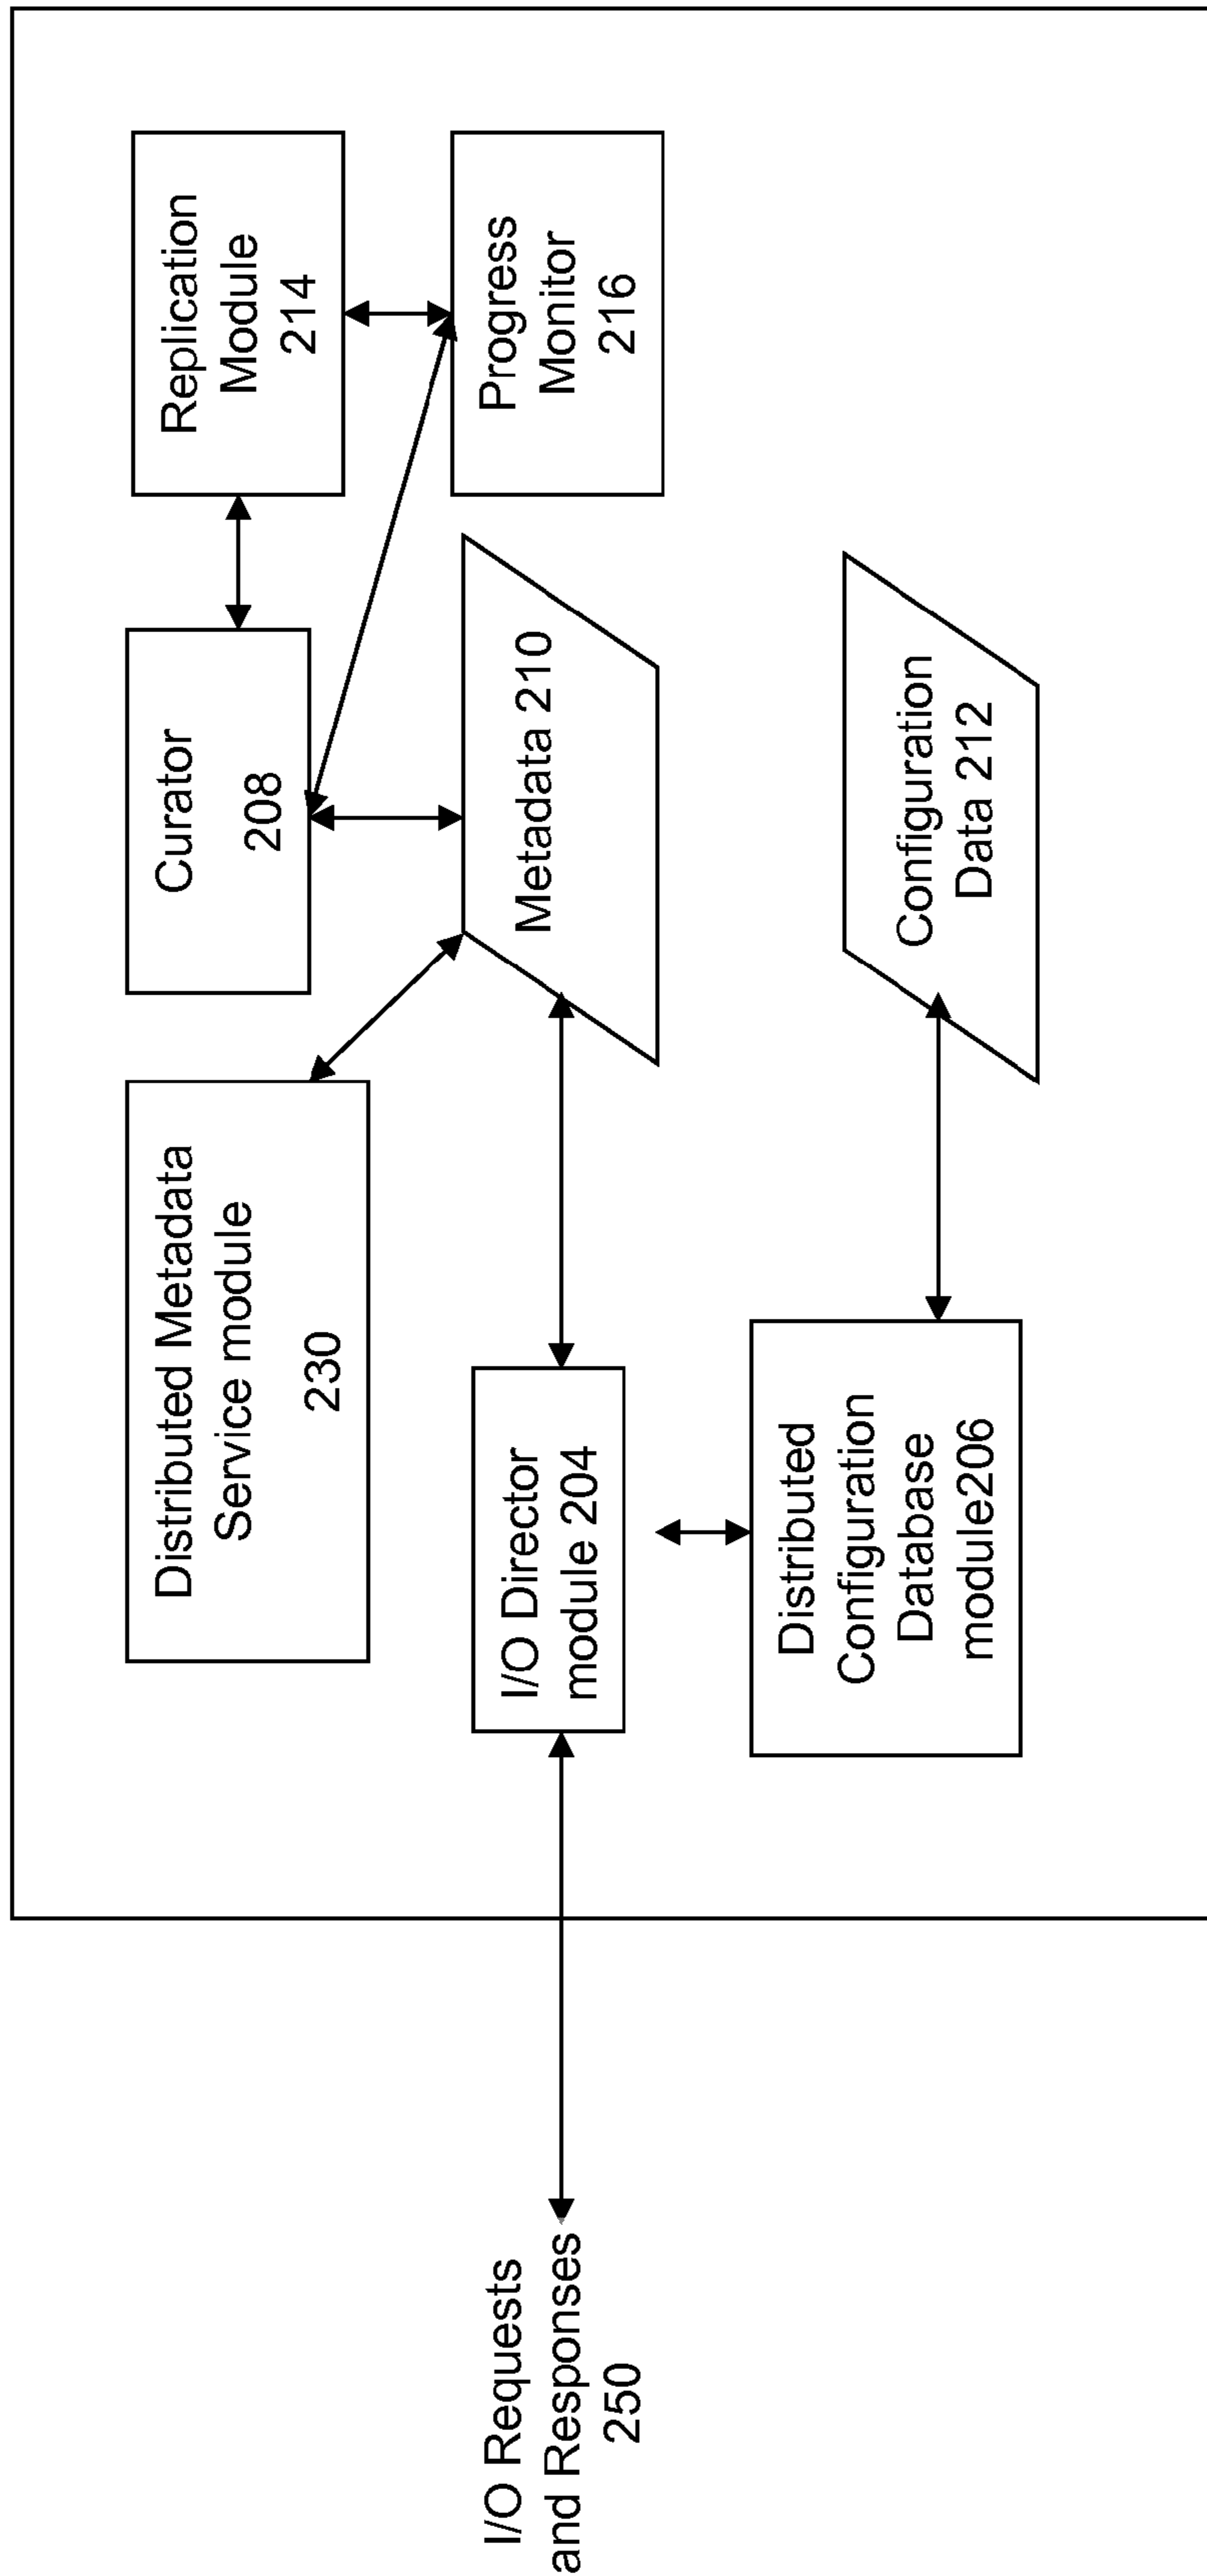 Distributed Metadata
Service module
230
Curator
208
Replication
Module
214
I/O Requests
and Responses
250
I/O Director
module 204
Metadata 210
Progress
Monitor
216
Distributed
Configuration
Database
module206
Configuration
Data 212